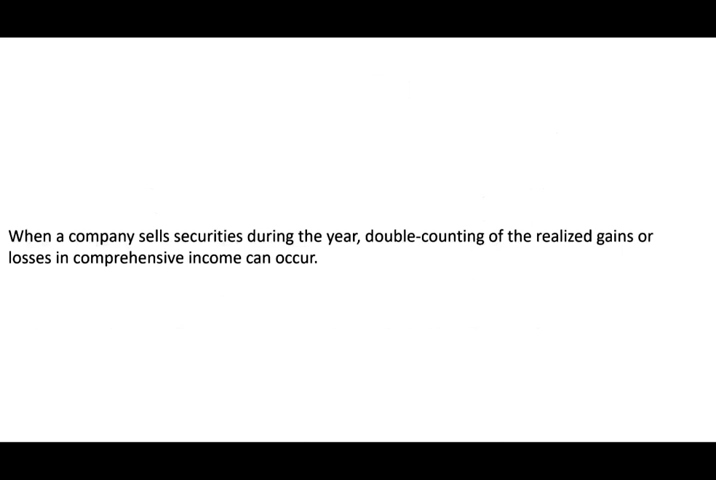 When a company sells securities during the year, double-counting of the realized gains or
losses in comprehensive income can occur.